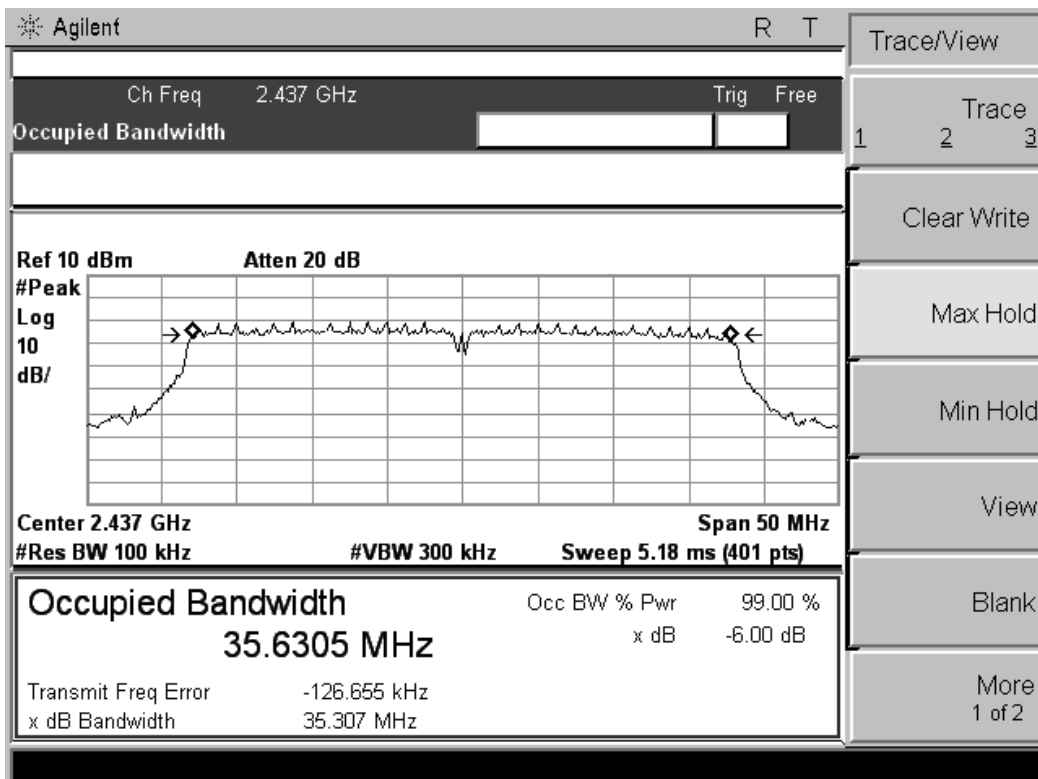 Agilent R T
Trace/View
Ch Freq 2.437 GHz Trig Free
Occupied Bandwidth
Trace
1 2 3
Clear Write
Ref 10 dBm Atten 20 dB
#Peak
Log
10
dB/
Max Hold
Min Hold
View
Center 2.437 GHz Span 50 MHz
#Res BW 100 kHz #VBW 300 kHz Sweep 5.18 ms (401 pts)
Occupied Bandwidth Occ BW % Pwr 99.00 %
35.6305 MHz x dB -6.00 dB
Blank
Transmit Freq Error -126.655 kHz
x dB Bandwidth 35.307 MHz
More
1 of 2